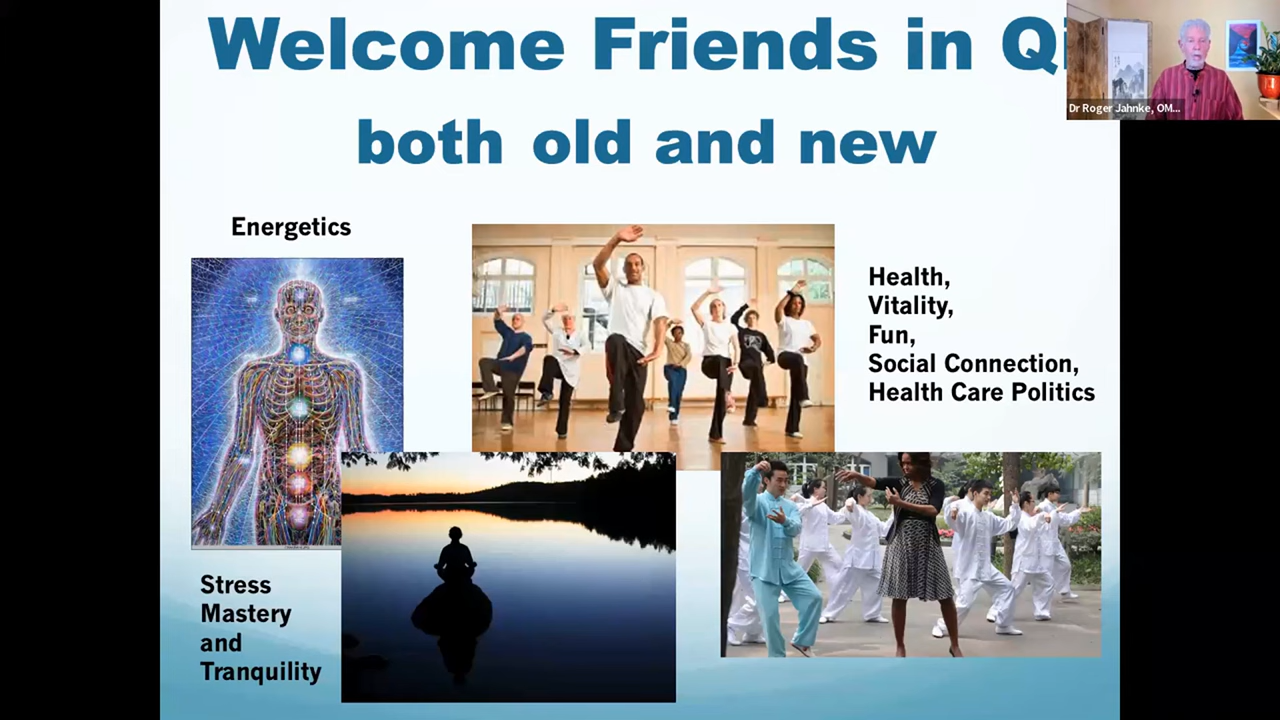 Welcome Friends in Qi
both old and new
Dr Roger Jahnke, OM...
Energetics
Health,
Vitality,
Fun,
Social Connection,
Health Care Politics
Stress
Mastery
and
Tranquility